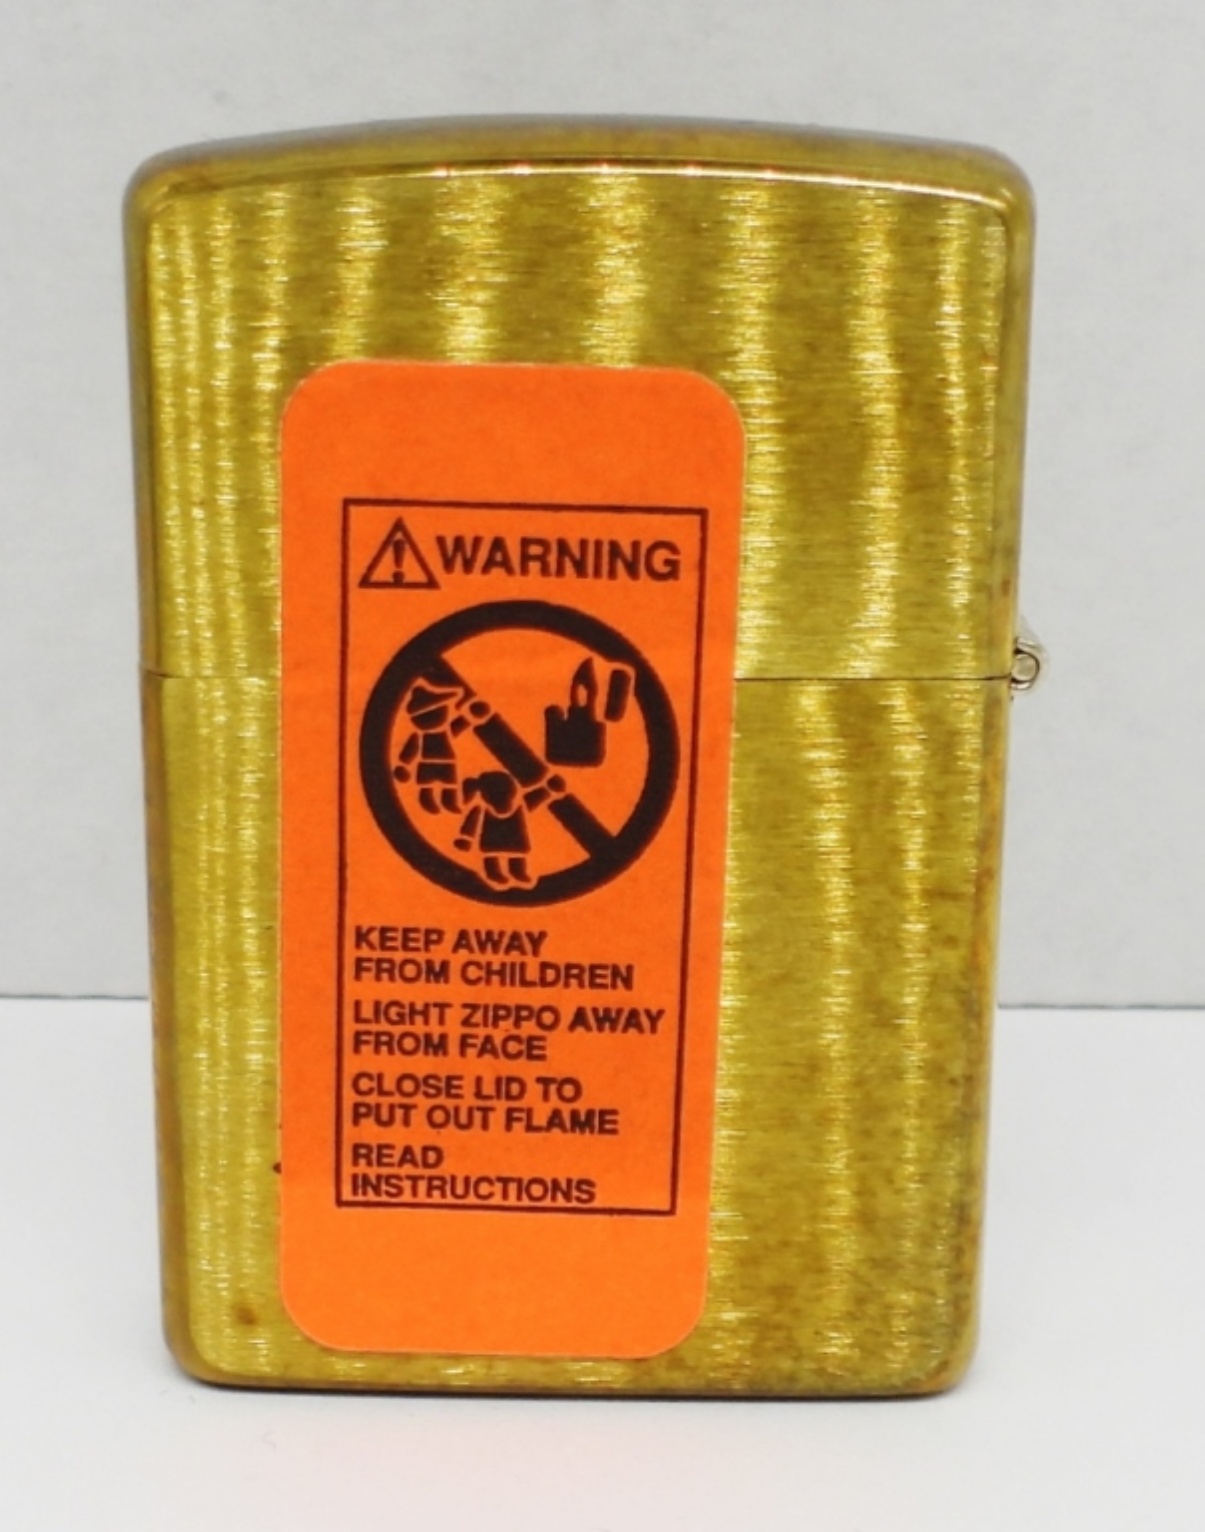 WARNING
KEEP AWAY
FROM CHILDREN
LIGHT ZIPPO AWAY
FROM FACE
CLOSE LID TO
PUT OUT FLAME
READ
INSTRUCTIONS